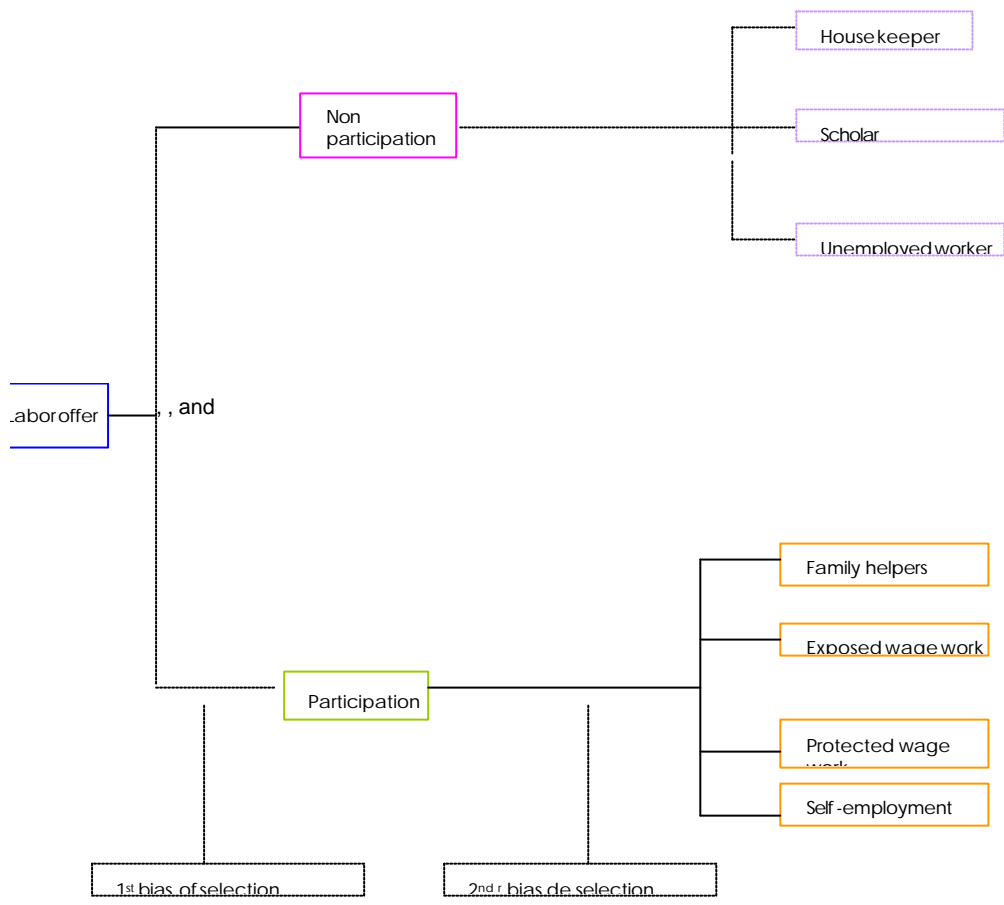 House keeper
Non
participation
Scholar
Unemployed worker
Labor offer
, , and
Family helpers
Exposed wage work
Participation
Protected wage
work
Self-employment
1st bias of selection
2nd r bias de selection